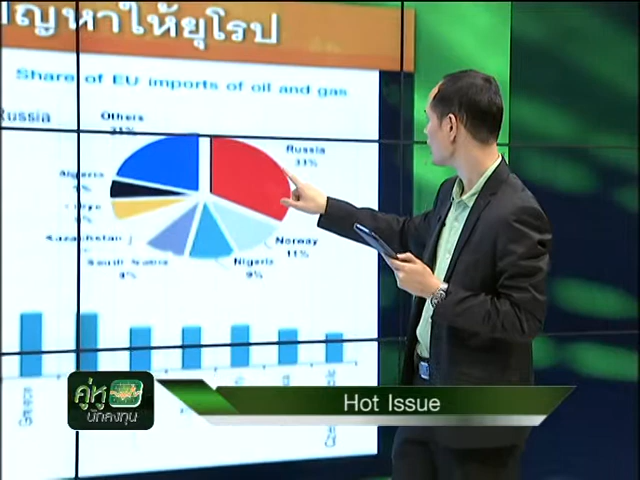 ปัญหาให้ยุโรป
Share of EU imports of oil and gas
Russia
Others
31%
Russia
33%
Algeria
Kazakhstan
Saudi Arabia
Norway
11%
Nigeria
9%
Greece
คู่หู
นักลงทุน
Hot Issue